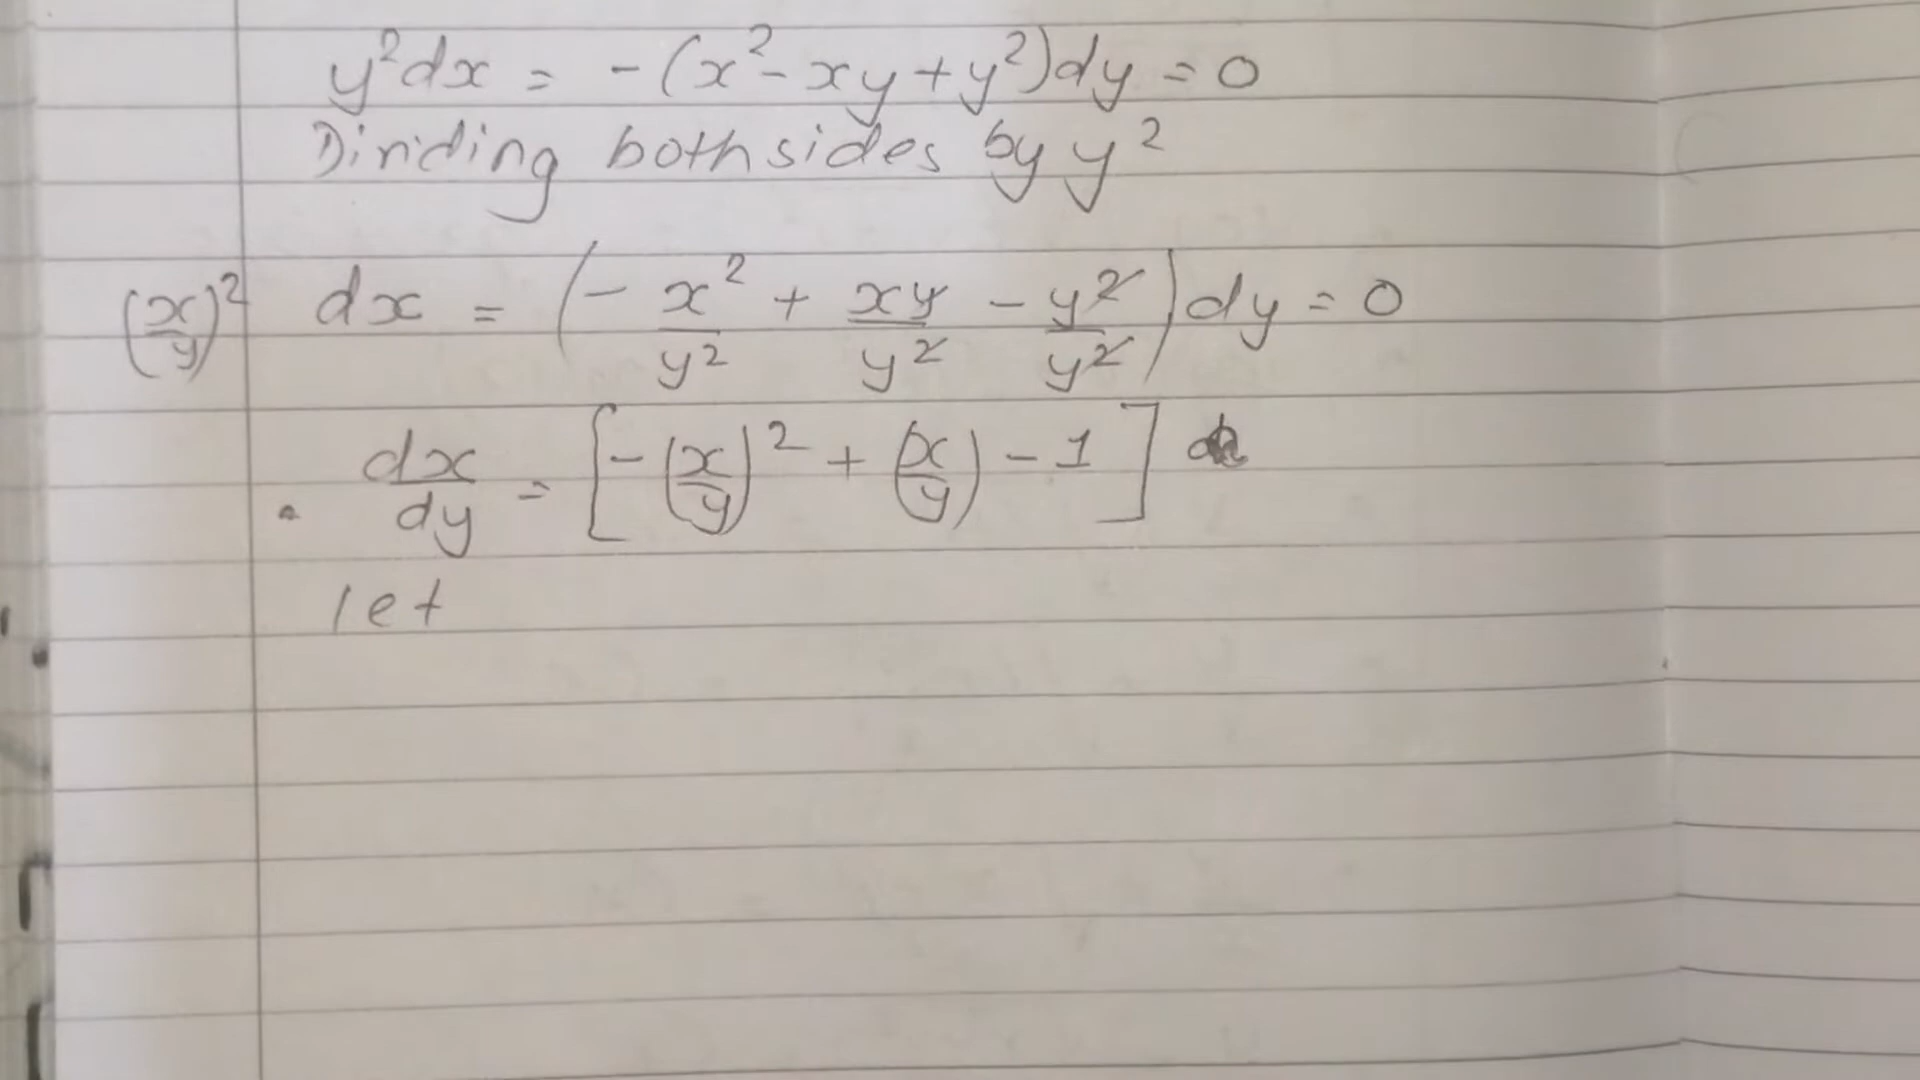 y²dx = -(x²- xy + y²)dy = 0
Dividing both sides by y²
(x/y)² dx = (- x²/y² + xy/y² - y²/y²) dy = 0
dx/dy = [-(x/y)² + (x/y) - 1]
let